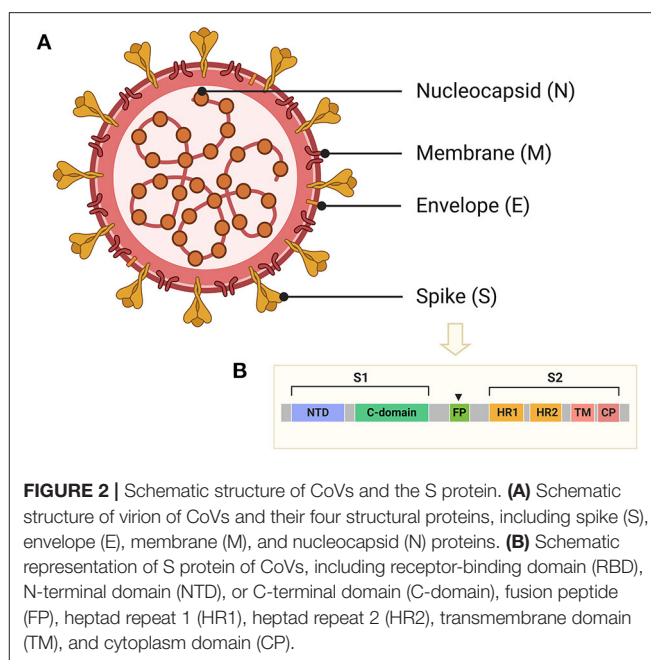 A
Nucleocapsid (N)
Membrane (M)
Envelope (E)
Spike (S)
B
S1
S2
NTD
C-domain
FP
HR1
HR2
TM
CP
FIGURE 2 | Schematic structure of CoVs and the S protein. (A) Schematic
structure of virion of CoVs and their four structural proteins, including spike (S),
envelope (E), membrane (M), and nucleocapsid (N) proteins. (B) Schematic
representation of S protein of CoVs, including receptor-binding domain (RBD),
N-terminal domain (NTD), or C-terminal domain (C-domain), fusion peptide
(FP), heptad repeat 1 (HR1), heptad repeat 2 (HR2), transmembrane domain
(TM), and cytoplasm domain (CP).